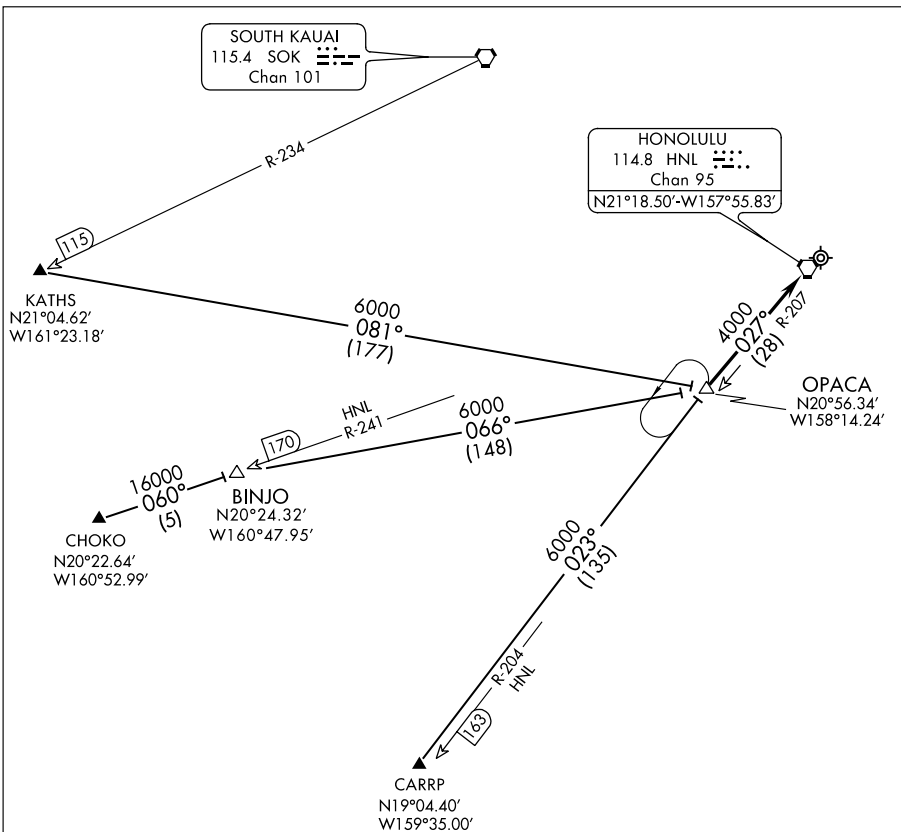 SOUTH KAUAI
115.4 SOK
Chan 101
HONOLULU
114.8 HNL
Chan 95
N21°18.50′-W157°55.83′
R-234
115
KATHS
N21°04.62′
W161°23.18′
6000
081°
(177)
4000
027°
(28)
R-207
OPACA
N20°56.34′
W158°14.24′
HNL
R-241
170
6000
066°
(148)
16000
060°
(5)
BINJO
N20°24.32′
W160°47.95′
CHOKO
N20°22.64′
W160°52.99′
6000
023°
(135)
R-204
HNL
163
CARRP
N19°04.40′
W159°35.00′